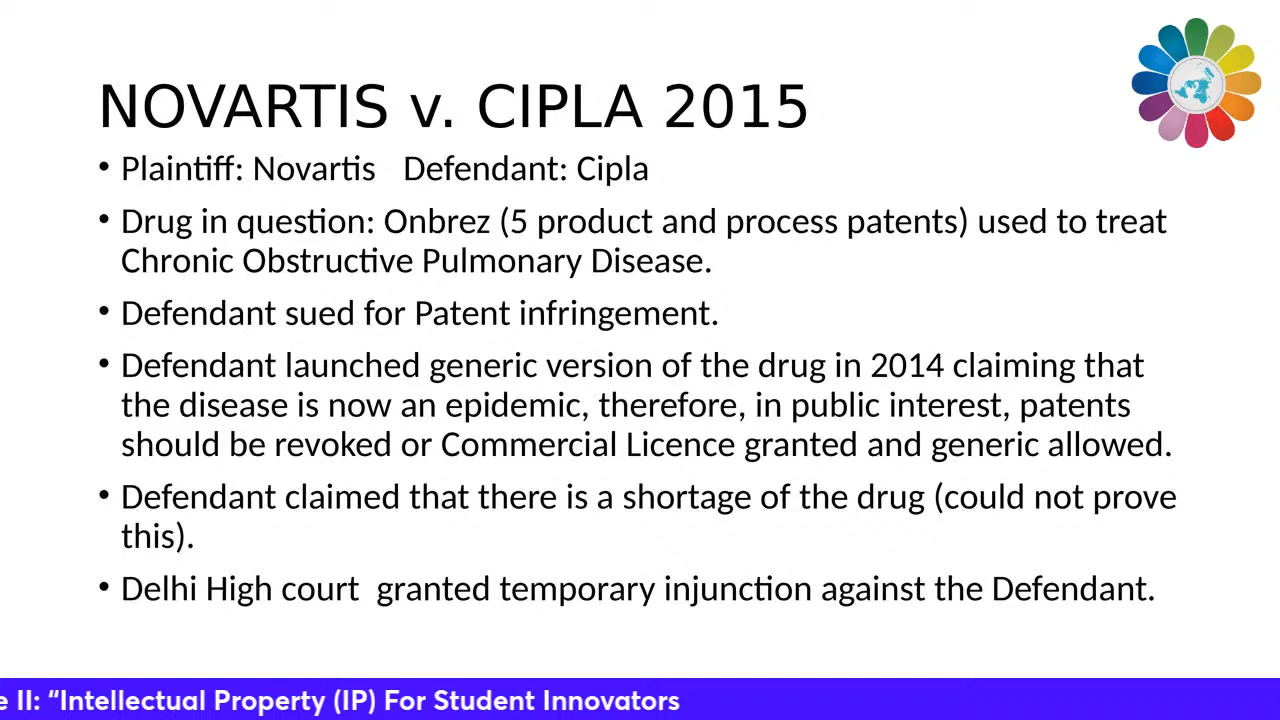 NOVARTIS v. CIPLA 2015
• Plaintiff: Novartis   Defendant: Cipla
• Drug in question: Onbrez (5 product and process patents) used to treat
Chronic Obstructive Pulmonary Disease.
• Defendant sued for Patent infringement.
• Defendant launched generic version of the drug in 2014 claiming that
the disease is now an epidemic, therefore, in public interest, patents
should be revoked or Commercial Licence granted and generic allowed.
• Defendant claimed that there is a shortage of the drug (could not prove
this).
• Delhi High court  granted temporary injunction against the Defendant.
e II: “Intellectual Property (IP) For Student Innovators